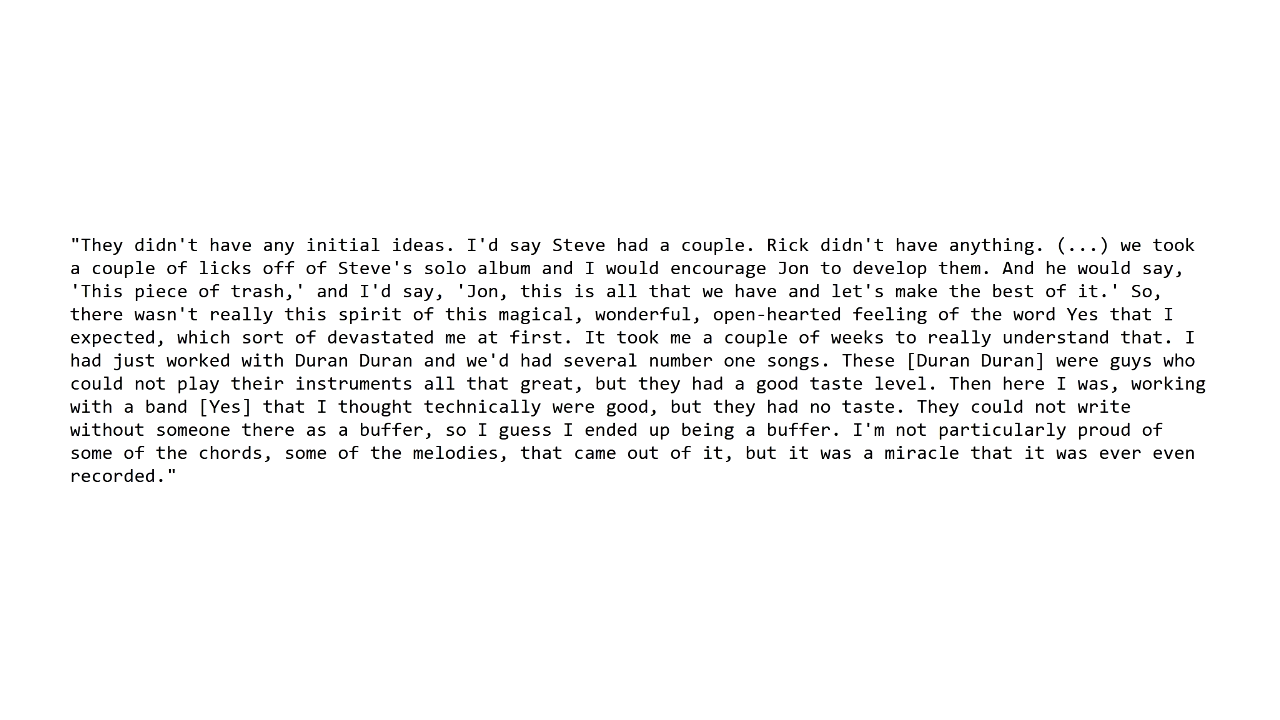 "They didn't have any initial ideas. I'd say Steve had a couple. Rick didn't have anything. (...) we took
a couple of licks off of Steve's solo album and I would encourage Jon to develop them. And he would say,
'This piece of trash,' and I'd say, 'Jon, this is all that we have and let's make the best of it.' So,
there wasn't really this spirit of this magical, wonderful, open-hearted feeling of the word Yes that I
expected, which sort of devastated me at first. It took me a couple of weeks to really understand that. I
had just worked with Duran Duran and we'd had several number one songs. These [Duran Duran] were guys who
could not play their instruments all that great, but they had a good taste level. Then here I was, working
with a band [Yes] that I thought technically were good, but they had no taste. They could not write
without someone there as a buffer, so I guess I ended up being a buffer. I'm not particularly proud of
some of the chords, some of the melodies, that came out of it, but it was a miracle that it was ever even
recorded."